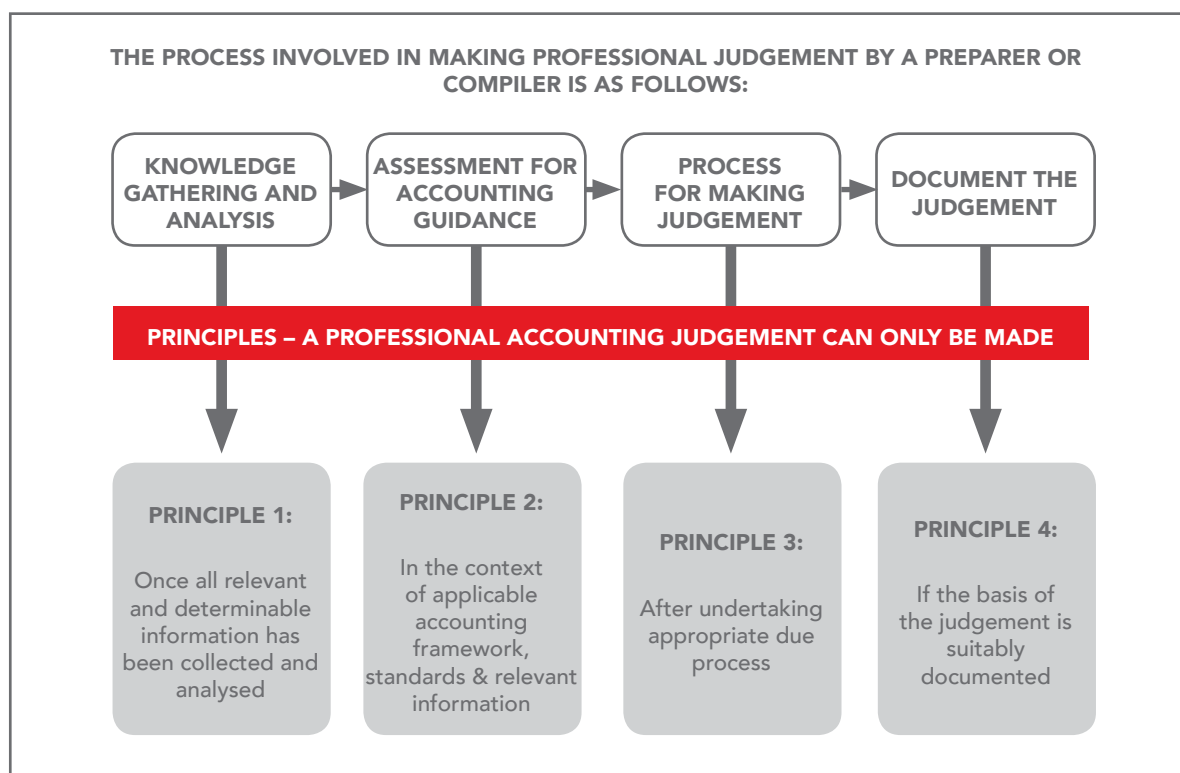 THE PROCESS INVOLVED IN MAKING PROFESSIONAL JUDGEMENT BY A PREPARER OR
COMPILER IS AS FOLLOWS:
KNOWLEDGE
GATHERING AND
ANALYSIS
ASSESSMENT FOR
ACCOUNTING
GUIDANCE
PROCESS
FOR MAKING
JUDGEMENT
DOCUMENT THE
JUDGEMENT
PRINCIPLES – A PROFESSIONAL ACCOUNTING JUDGEMENT CAN ONLY BE MADE
PRINCIPLE 1:
Once all relevant
and determinable
information has
been collected and
analysed
PRINCIPLE 2:
In the context
of applicable
accounting
framework,
standards & relevant
information
PRINCIPLE 3:
After undertaking
appropriate due
process
PRINCIPLE 4:
If the basis of
the judgement is
suitably
documented